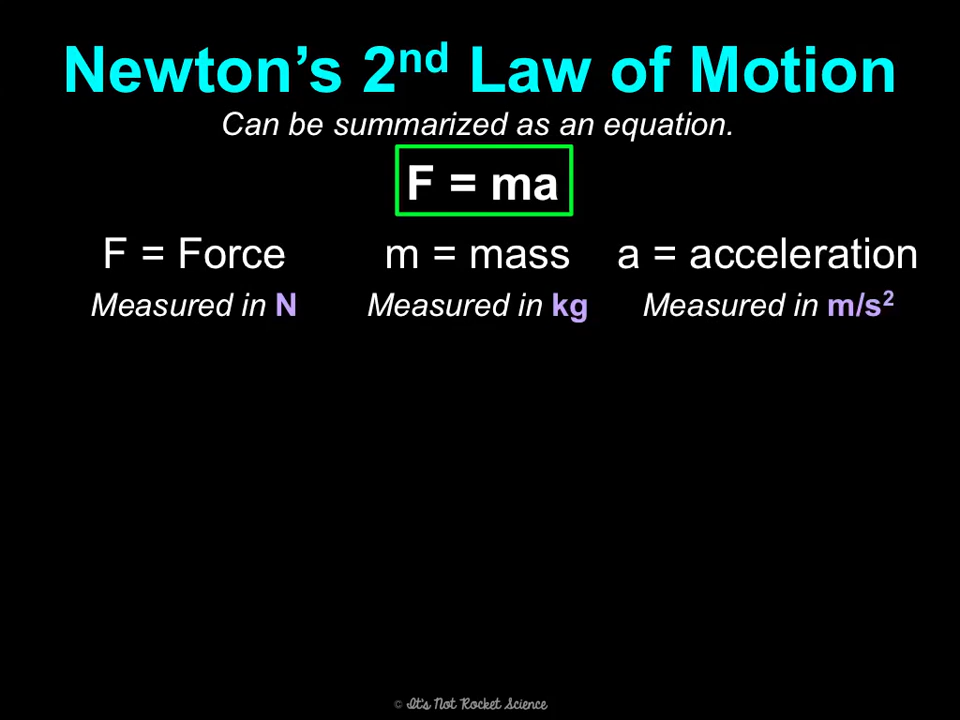 Newton's 2nd Law of Motion
Can be summarized as an equation.
F = ma
F = Force m = mass a = acceleration
Measured in N Measured in kg Measured in m/s²
© It's Not Rocket Science